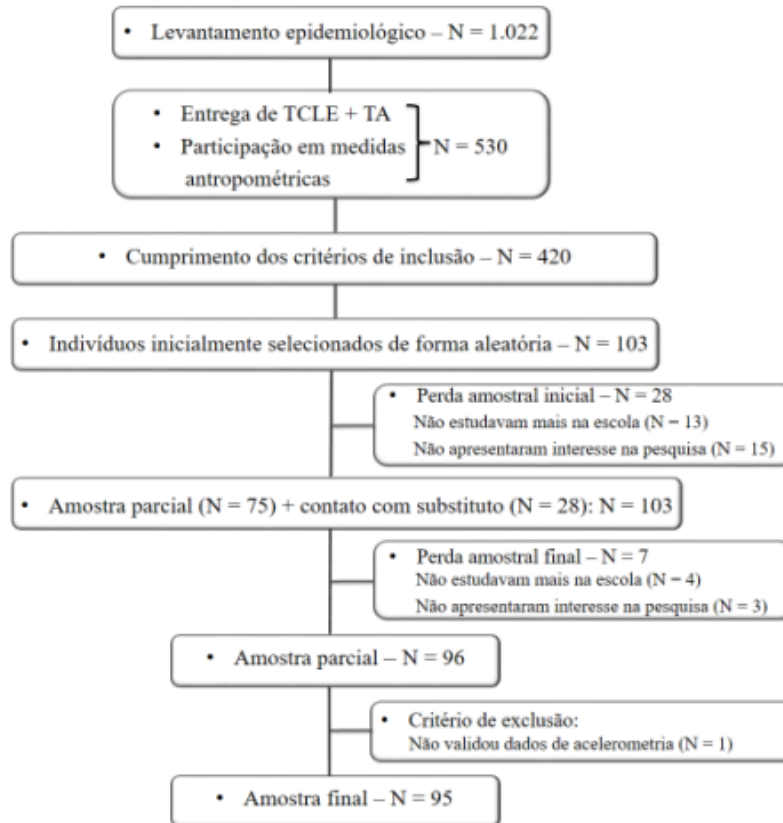 • Levantamento epidemiológico – N = 1.022
• Entrega de TCLE + TA
• Participação em medidas
antropométricas
N = 530
• Cumprimento dos critérios de inclusão – N = 420
• Indivíduos inicialmente selecionados de forma aleatória – N = 103
• Perda amostral inicial – N = 28
Não estudavam mais na escola (N – 13)
Não apresentaram interesse na pesquisa (N = 15)
• Amostra parcial (N = 75) + contato com substituto (N = 28): N = 103
• Perda amostral final – N = 7
Não estudavam mais na escola (N – 4)
Não apresentaram interesse na pesquisa (N = 3)
• Amostra parcial – N = 96
• Critério de exclusão:
Não validou dados de acelerometria (N = 1)
• Amostra final – N = 95